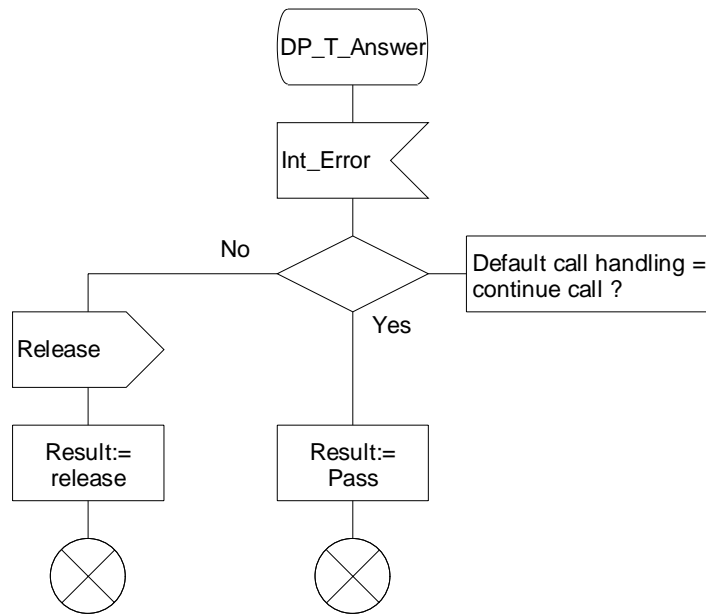 DP_T_Answer
Int_Error
No
Default call handling =
continue call ?
Yes
Release
Result:=
release
Result:=
Pass